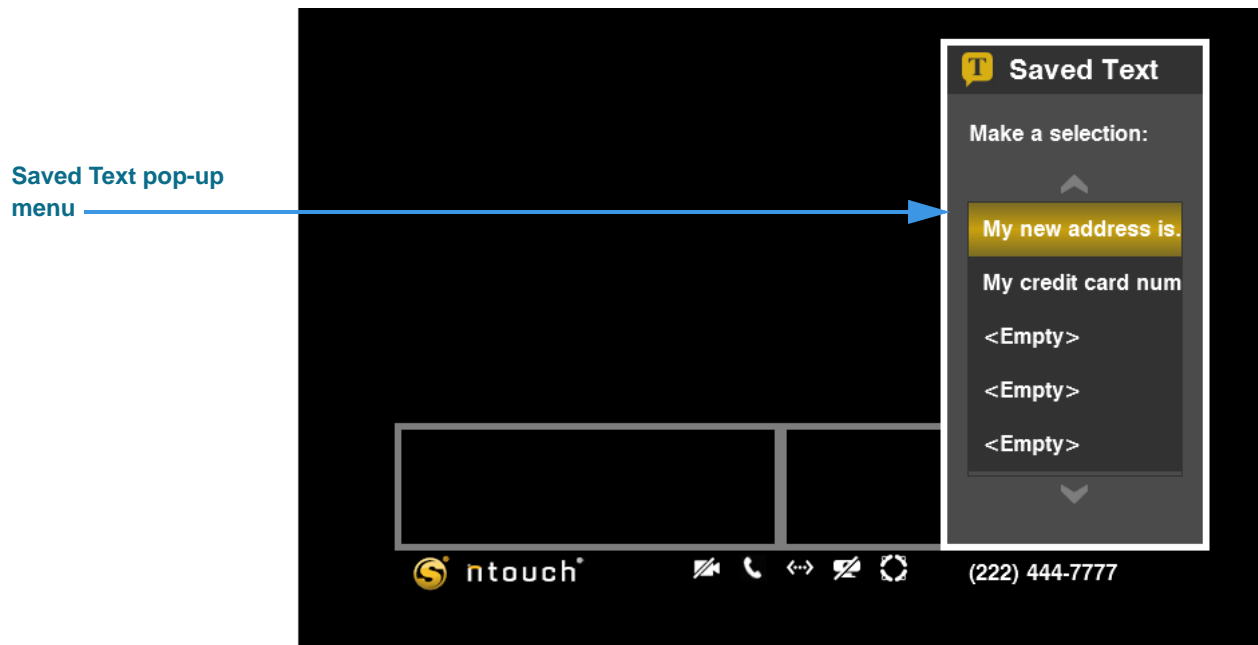 Saved Text pop-up
menu
T Saved Text
Make a selection:
My new address is.
My credit card num
<Empty>
<Empty>
<Empty>
S ntouch
(222) 444-7777